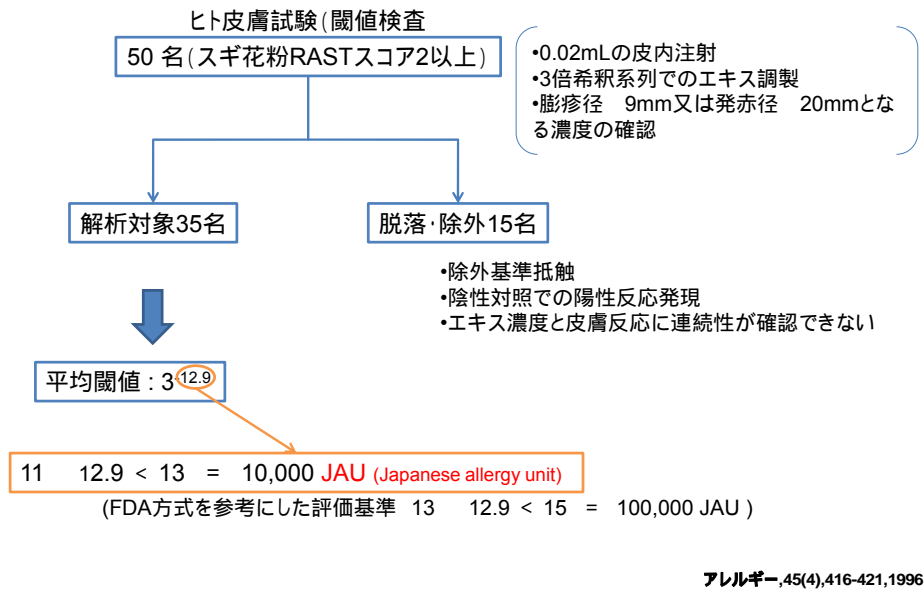 ヒト皮膚試験(閾値検査
50 名(スギ花粉RASTスコア2以上)
•0.02mLの皮内注射
•3倍希釈系列でのエキス調製
•膨疹径　9mm又は発赤径　20mmとな
る濃度の確認
解析対象35名
脱落･除外15名
•除外基準抵触
•陰性対照での陽性反応発現
•エキス濃度と皮膚反応に連続性が確認できない
平均閾値 : 3-12.9
11　12.9 < 13 = 10,000 JAU (Japanese allergy unit)
(FDA方式を参考にした評価基準 13　12.9 < 15 = 100,000 JAU )
アレルギー,45(4),416-421,1996